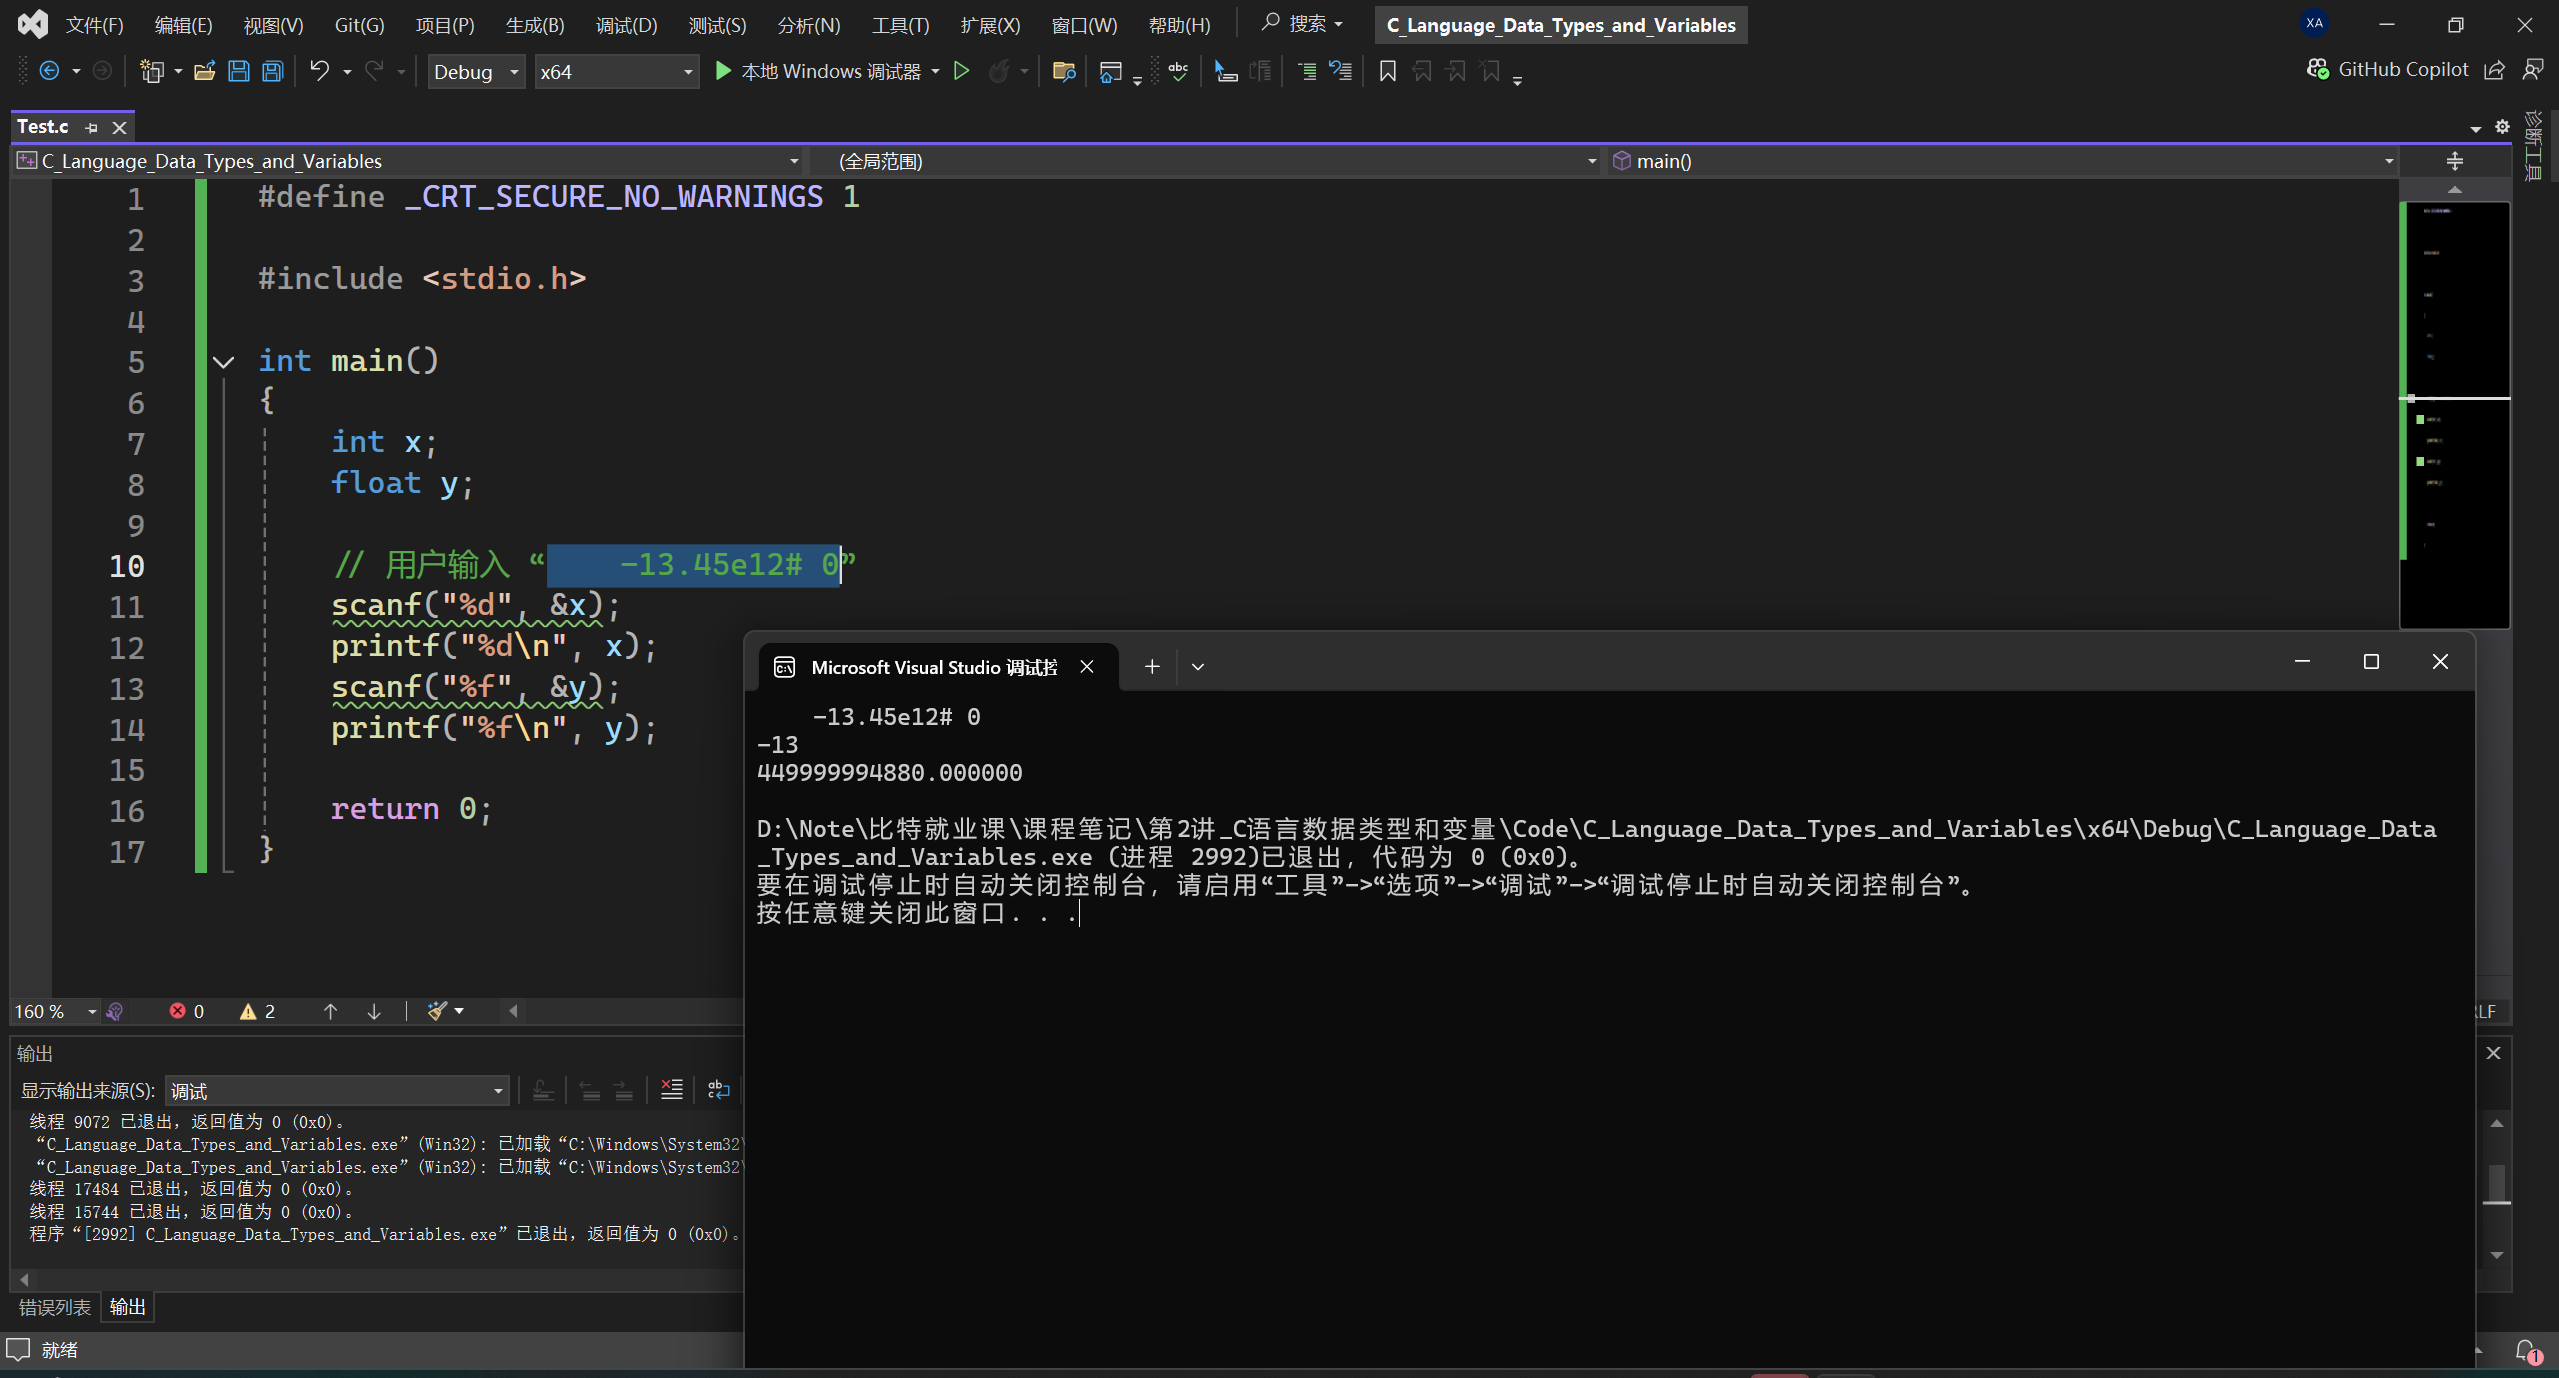 文件(F) 编辑(E) 视图(V) Git(G) 项目(P) 生成(B) 调试(D) 测试(S) 分析(N) 工具(T) 扩展(X) 窗口(W) 帮助(H) 搜索 C_Language_Data_Types_and_Variables XA
Debug x64 本地 Windows 调试器 GitHub Copilot
Test.c
诊断工具
C_Language_Data_Types_and_Variables (全局范围) main()
1 #define _CRT_SECURE_NO_WARNINGS 1
2
3 #include <stdio.h>
4
5 int main()
6 {
7 int x;
8 float y;
9
10 // 用户输入 “    -13.45e12# 0”
11 scanf("%d", &x);
12 printf("%d\n", x);
13 scanf("%f", &y);
14 printf("%f\n", y);
15
16 return 0;
17 }
Microsoft Visual Studio 调试控
    -13.45e12# 0
-13
449999994880.000000
D:\Note\比特就业课\课程笔记\第2讲_C语言数据类型和变量\Code\C_Language_Data_Types_and_Variables\x64\Debug\C_Language_Data
_Types_and_Variables.exe (进程 2992)已退出，代码为 0 (0x0)。
要在调试停止时自动关闭控制台，请启用“工具”->“选项”->“调试”->“调试停止时自动关闭控制台”。
按任意键关闭此窗口. . .
160 % 0 2 LF
输出
显示输出来源(S): 调试
线程 9072 已退出，返回值为 0 (0x0)。
“C_Language_Data_Types_and_Variables.exe”(Win32): 已加载“C:\Windows\System32\
“C_Language_Data_Types_and_Variables.exe”(Win32): 已加载“C:\Windows\System32\
线程 17484 已退出，返回值为 0 (0x0)。
线程 15744 已退出，返回值为 0 (0x0)。
程序“[2992] C_Language_Data_Types_and_Variables.exe”已退出，返回值为 0 (0x0)。
错误列表 输出
就绪 1